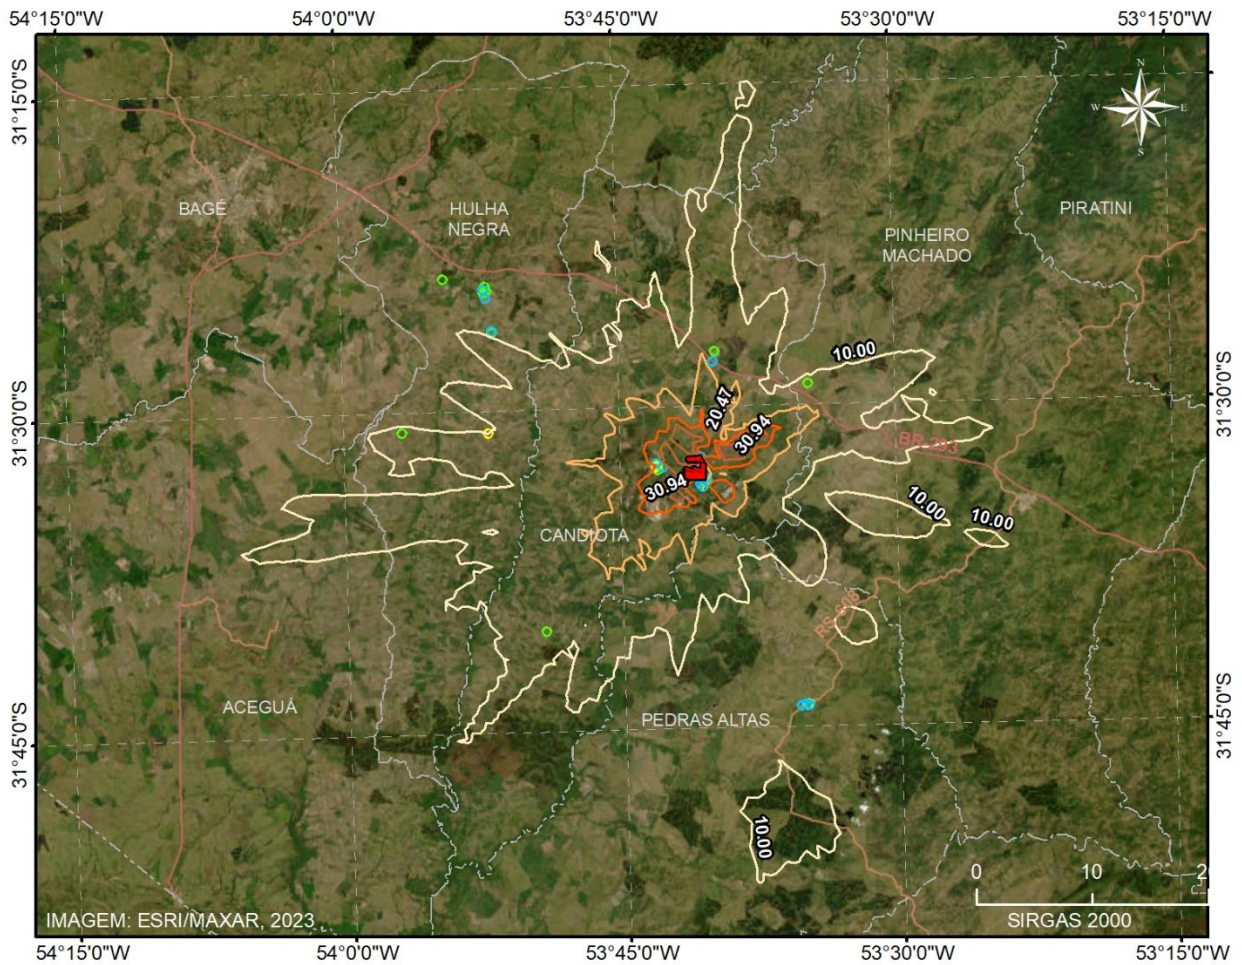 54°15'0"W
54°0'0"W
53°45'0"W
53°30'0"W
53°15'0"W
31°15'0"S
31°15'0"S
N
W
E
S
BAGÉ
HULHA
NEGRA
PIRATINI
PINHEIRO
MACHADO
10.00
20.47
31°30'0"S
31°30'0"S
30.94
BR-293
30.94
10.00
10.00
CANDIOTA
ACEGUÁ
PEDRAS ALTAS
31°45'0"S
31°45'0"S
10.00
0
10
2
IMAGEM: ESRI/MAXAR, 2023
SIRGAS 2000
54°15'0"W
54°0'0"W
53°45'0"W
53°30'0"W
53°15'0"W